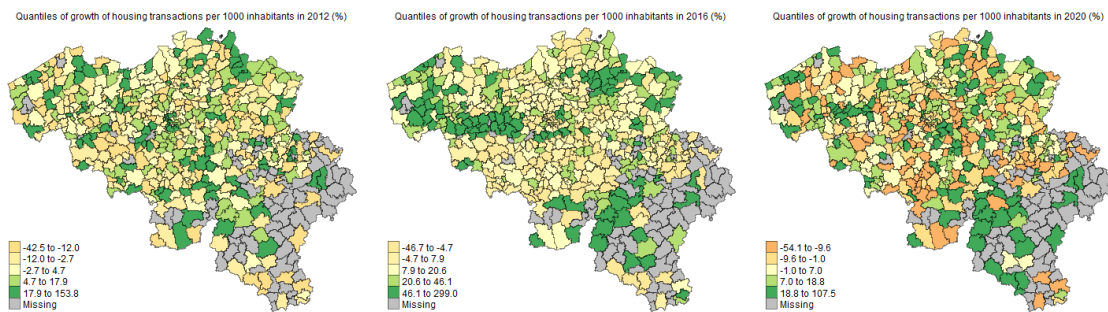 Quantiles of growth of housing transactions per 1000 inhabitants in 2012 (%)
-42.5 to -12.0
-12.0 to -2.7
-2.7 to 4.7
4.7 to 17.9
17.9 to 153.8
Missing
Quantiles of growth of housing transactions per 1000 inhabitants in 2016 (%)
-46.7 to -4.7
-4.7 to 7.9
7.9 to 20.6
20.6 to 46.1
46.1 to 299.0
Missing
Quantiles of growth of housing transactions per 1000 inhabitants in 2020 (%)
-54.1 to -9.6
-9.6 to -1.0
-1.0 to 7.0
7.0 to 18.8
18.8 to 107.5
Missing